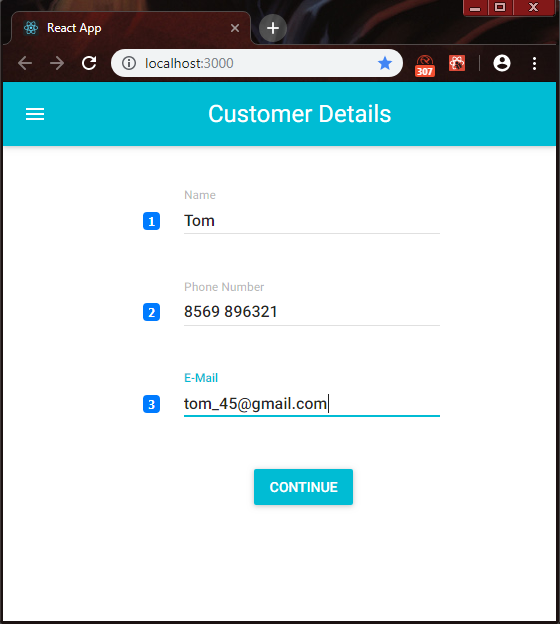 React App
localhost:3000
307
Customer Details
Name
1 Tom
Phone Number
2 8569 896321
E-Mail
3 tom_45@gmail.com
CONTINUE